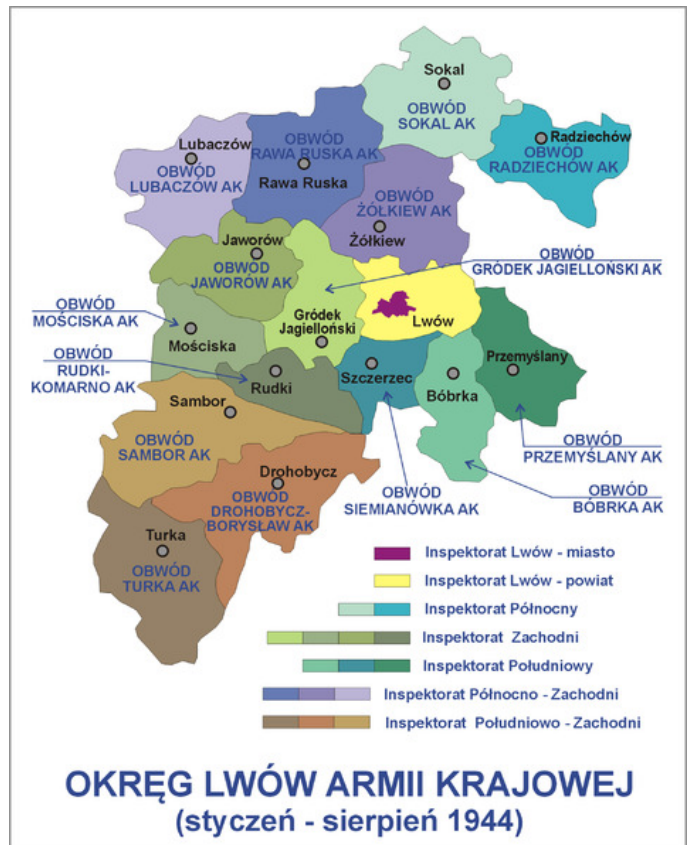 Sokal
OBWÓD
SOKAL AK
Radziechów
OBWÓD
RADZIECHÓW AK
Lubaczów
OBWÓD
LUBACZÓW AK
OBWÓD
RAWA RUSKA AK
Rawa Ruska
OBWÓD
ŻÓŁKIEW AK
Żółkiew
Jaworów
OBWÓD
JAWORÓW AK
OBWÓD
GRÓDEK JAGIELLOŃSKI AK
OBWÓD
MOŚCISKA AK
Mościska
Gródek
Jagielloński
Lwów
OBWÓD
RUDKI-
KOMARNO AK
Rudki
Szczerzec
Bóbrka
Przemyślany
Sambor
OBWÓD
SAMBOR AK
OBWÓD
PRZEMYŚLANY AK
Drohobycz
OBWÓD
DROHOBYCZ-
BORYSŁAW AK
OBWÓD
SIEMIANÓWKA AK
OBWÓD
BÓBRKA AK
Turka
OBWÓD
TURKA AK
Inspektorat Lwów - miasto
Inspektorat Lwów - powiat
Inspektorat Północny
Inspektorat Zachodni
Inspektorat Południowy
Inspektorat Północno - Zachodni
Inspektorat Południowo - Zachodni
OKRĘG LWÓW ARMII KRAJOWEJ
(styczeń - sierpień 1944)